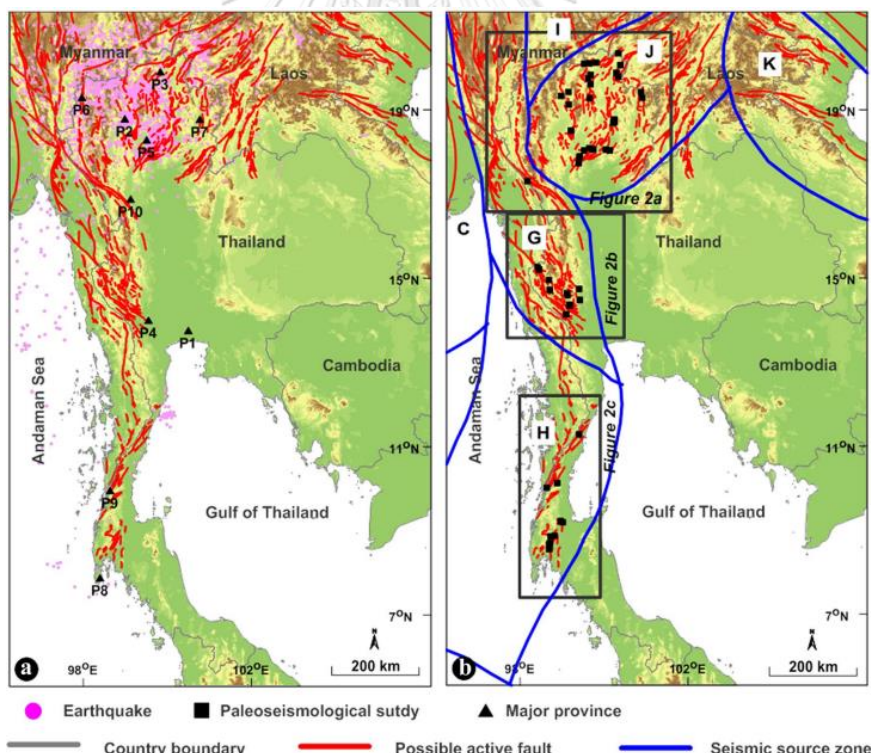 Myanmar
Laos
P3
P6
P2
P7
P5
19°N
P10
Thailand
15°N
P4
P1
Cambodia
Andaman Sea
11°N
P9
Gulf of Thailand
P8
7°N
N
a
98°E
102°E
200 km
I
J
K
Myanmar
Laos
19°N
Figure 2a
C
G
Thailand
Figure 2b
15°N
Cambodia
Andaman Sea
Figure 2c
H
11°N
Gulf of Thailand
7°N
N
b
98°E
102°E
200 km
Earthquake
Paleoseismological sutdy
Major province
Country boundary
Possible active fault
Seismic source zone